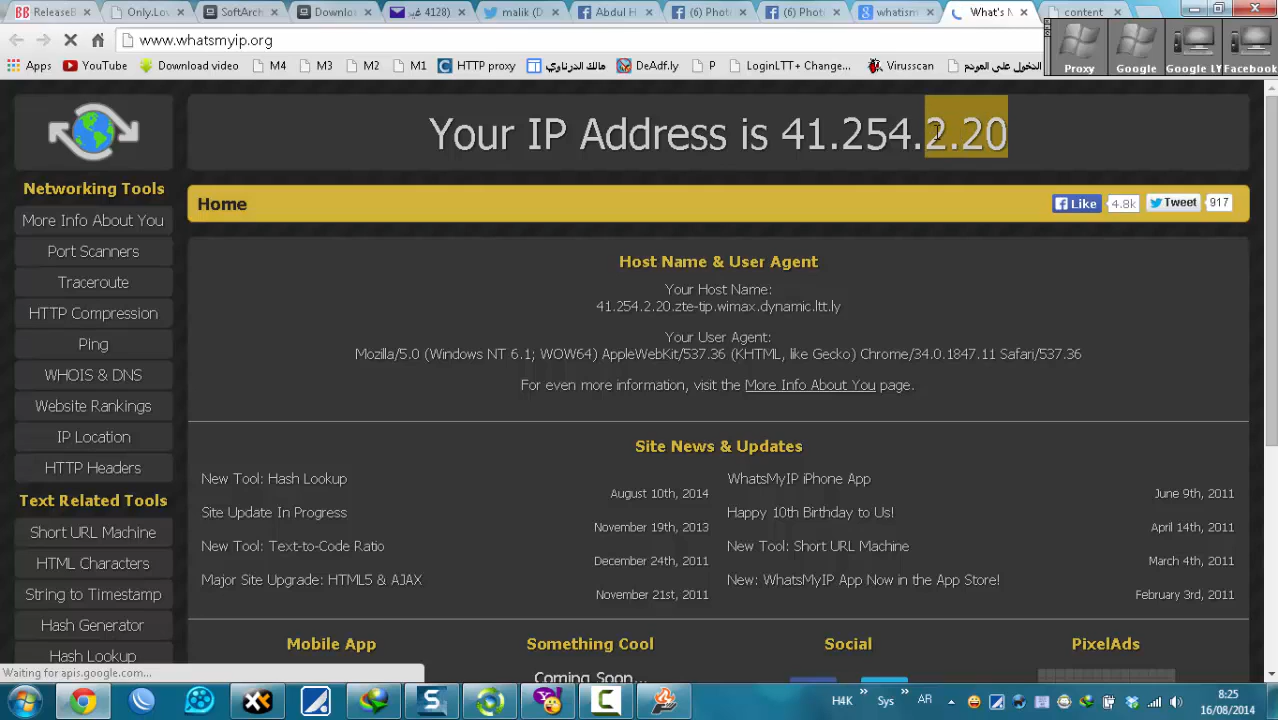 ReleaseB
Only.Lov
SoftArch
Downlo
(4128) غير
malik (D
Abdul H
(6) Phot
(6) Phot
whatism
What's M
content
www.whatsmyip.org
Apps
YouTube
Download video
M4
M3
M2
M1
HTTP proxy
مالك الدرناوي
DeAdf.ly
P
LoginLTT+ Change...
Virusscan
Proxy
Google
Google LY
Facebook
Your IP Address is 41.254.2.20
Networking Tools
More Info About You
Port Scanners
Traceroute
HTTP Compression
Ping
WHOIS & DNS
Website Rankings
IP Location
HTTP Headers
Text Related Tools
Short URL Machine
HTML Characters
String to Timestamp
Hash Generator
Hash Lookup
Home
Like 4.8k
Tweet 917
Host Name & User Agent
Your Host Name:
41.254.2.20.zte-tip.wimax.dynamic.ltt.ly
Your User Agent:
Mozilla/5.0 (Windows NT 6.1; WOW64) AppleWebKit/537.36 (KHTML, like Gecko) Chrome/34.0.1847.11 Safari/537.36
For even more information, visit the More Info About You page.
Site News & Updates
New Tool: Hash Lookup
August 10th, 2014
Site Update In Progress
November 19th, 2013
New Tool: Text-to-Code Ratio
December 24th, 2011
Major Site Upgrade: HTML5 & AJAX
November 21st, 2011
WhatsMyIP iPhone App
June 9th, 2011
Happy 10th Birthday to Us!
April 14th, 2011
New Tool: Short URL Machine
March 4th, 2011
New: WhatsMyIP App Now in the App Store!
February 3rd, 2011
Mobile App
Something Cool
Coming Soon...
Social
PixelAds
Waiting for apis.google.com...
H4K »
Sys »
AR
8:25
16/08/2014